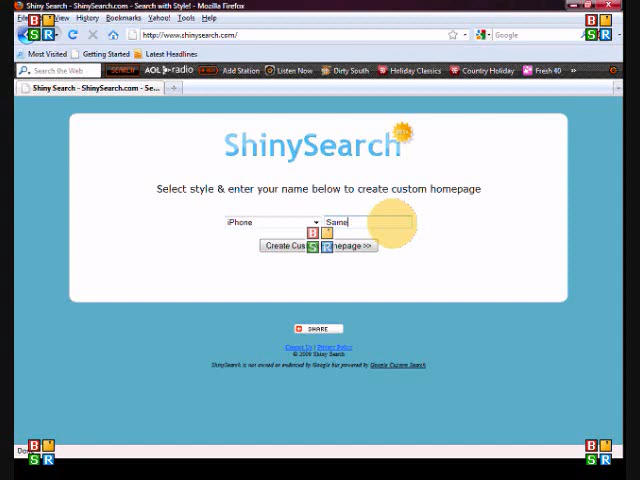 Shiny Search - ShinySearch.com - Search with Style! - Mozilla Firefox
View History Bookmarks Yahoo! Tools Help
http://www.shinysearch.com/ Google
Most Visited Getting Started Latest Headlines
Search the Web SEARCH AOL radio Add Station Listen Now Dirty South Holiday Classics Country Holiday Fresh 40 »
Shiny Search - ShinySearch.com - Se...
ShinySearch
Select style & enter your name below to create custom homepage
iPhone Same
B
Create Cus S R mepage >>
SHARE
Contact Us | Privacy Policy
© 2009 Shiny Search
ShinySearch is not owned or endorsed by Google but powered by Google Custom Search
B B
S R S R